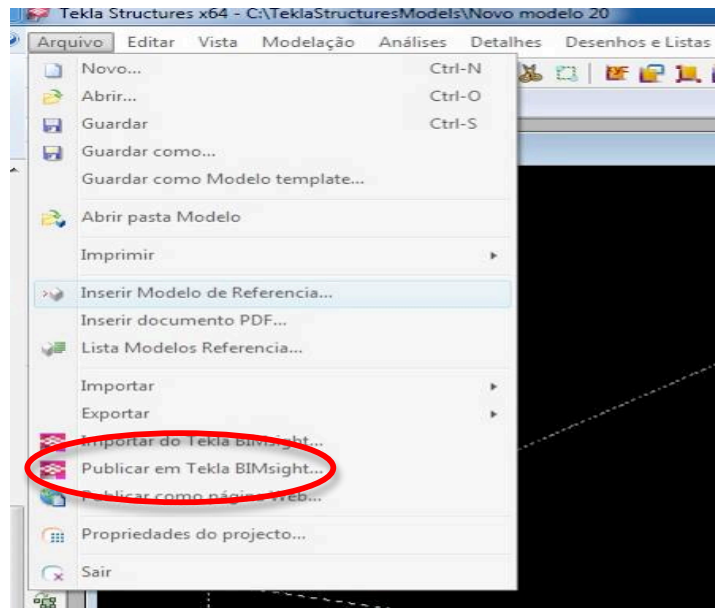 Tekla Structures x64 - C:\TeklaStructuresModels\Novo modelo 20
Arquivo Editar Vista Modelação Análises Detalhes Desenhos e Listas
Novo... Ctrl-N
Abrir... Ctrl-O
Guardar Ctrl-S
Guardar como...
Guardar como Modelo template...
Abrir pasta Modelo
Imprimir
Inserir Modelo de Referencia...
Inserir documento PDF...
Lista Modelos Referencia...
Importar
Exportar
Importar do Tekla BIMsight...
Publicar em Tekla BIMsight...
Publicar como página Web...
Propriedades do projecto...
Sair